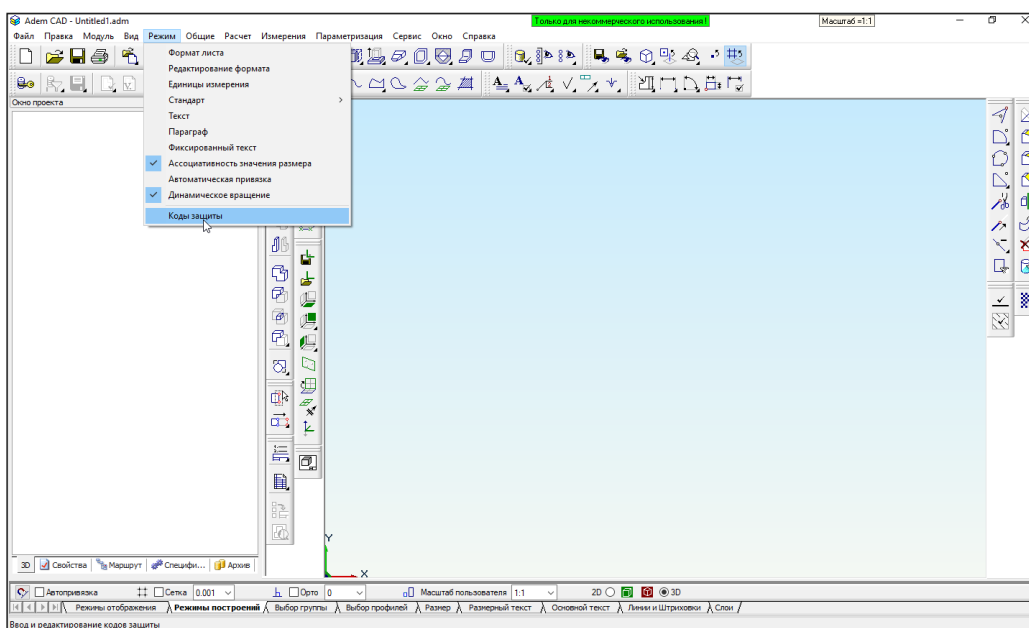 Adem CAD - Untitled1.adm Только для некоммерческого использования! Масштаб =1:1
Файл Правка Модуль Вид Режим Общие Расчет Измерения Параметризация Сервис Окно Справка
Формат листа
Редактирование формата
Единицы измерения
Стандарт
Текст
Параграф
Фиксированный текст
Ассоциативность значения размера
Автоматическая привязка
Динамическое вращение
Коды защиты
Окно проекта
Y
X
3D Свойства Маршрут Специфи... Архив
Автопривязка Сетка 0.001 Орто 0 Масштаб пользователя 1:1 2D 3D
Режимы отображения Режимы построений Выбор группы Выбор профилей Размер Размерный текст Основной текст Линии и Штриховки Слои
Ввод и редактирование кодов защиты